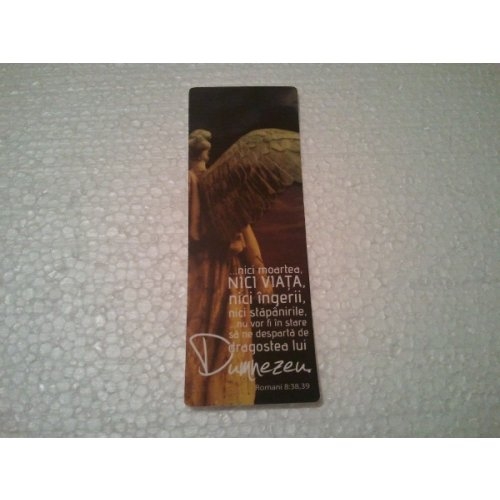 ...nici moartea,
NICI VIAȚA,
nici îngerii,
nici stăpânirile,
...nu vor fi în stare
să ne despartă de
dragostea lui
Dumnezeu.
Romani 8:38,39